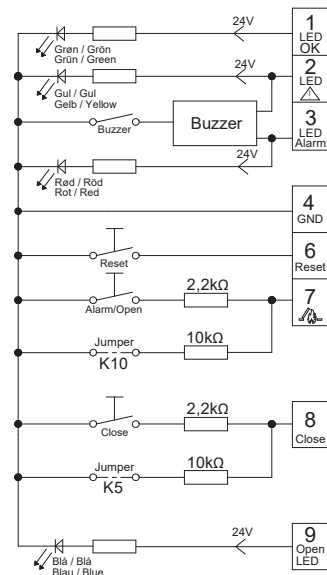 24V
1
LED
OK
Grøn / Grön
Grün / Green
24V
2
LED
Gul / Gul
Gelb / Yellow
Buzzer
Buzzer
3
LED
Alarm
24V
Rød / Röd
Rot / Red
4
GND
Reset
6
Reset
Alarm/Open
2,2kΩ
7
Jumper
K10
10kΩ
Close
2,2kΩ
8
Close
Jumper
K5
10kΩ
24V
9
Open
LED
Blå / Blå
Blau / Blue